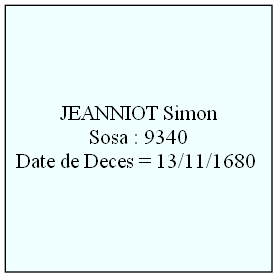 JEANNIOT Simon
Sosa : 9340
Date de Deces = 13/11/1680